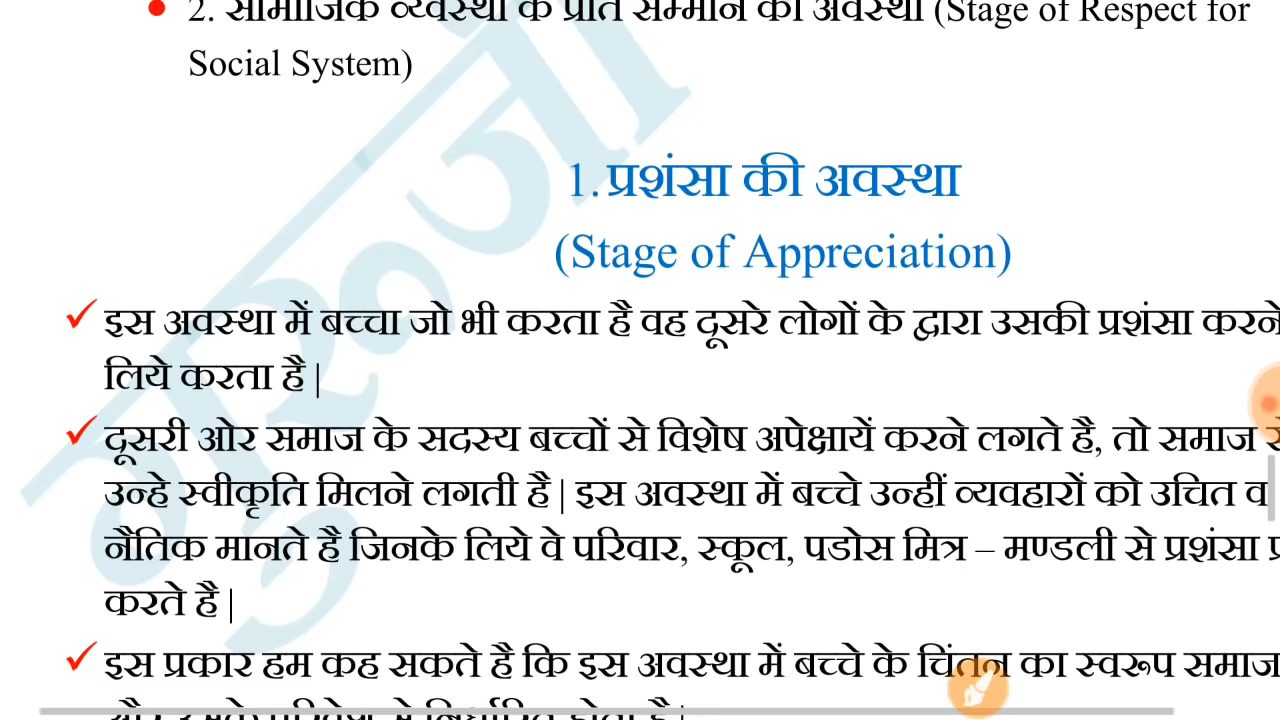 2. सामाजिक व्यवस्था के प्रति सम्मान की अवस्था (Stage of Respect for
Social System)
1. प्रशंसा की अवस्था
(Stage of Appreciation)
इस अवस्था में बच्चा जो भी करता है वह दूसरे लोगों के द्वारा उसकी प्रशंसा करने
लिये करता है |
दूसरी ओर समाज के सदस्य बच्चों से विशेष अपेक्षायें करने लगते है, तो समाज
उन्हे स्वीकृति मिलने लगती है | इस अवस्था में बच्चे उन्हीं व्यवहारों को उचित व
नैतिक मानते है जिनके लिये वे परिवार, स्कूल, पडोस मित्र – मण्डली से प्रशंसा
करते है |
इस प्रकार हम कह सकते है कि इस अवस्था में बच्चे के चिंतन का स्वरूप समाज
और उसके परिवेश से निर्धारित होता है |